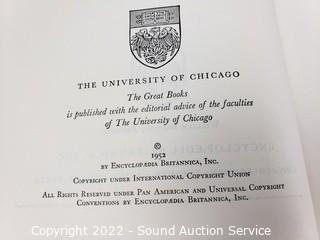 THE UNIVERSITY OF CHICAGO
The Great Books
is published with the editorial advice of the faculties
of The University of Chicago
©
1952
BY ENCYCLOPÆDIA BRITANNICA, INC.
COPYRIGHT UNDER INTERNATIONAL COPYRIGHT UNION
ALL RIGHTS RESERVED UNDER PAN AMERICAN AND UNIVERSAL COPYRIGHT
CONVENTIONS BY ENCYCLOPÆDIA BRITANNICA, INC.
Copyright 2022 - Sound Auction Service